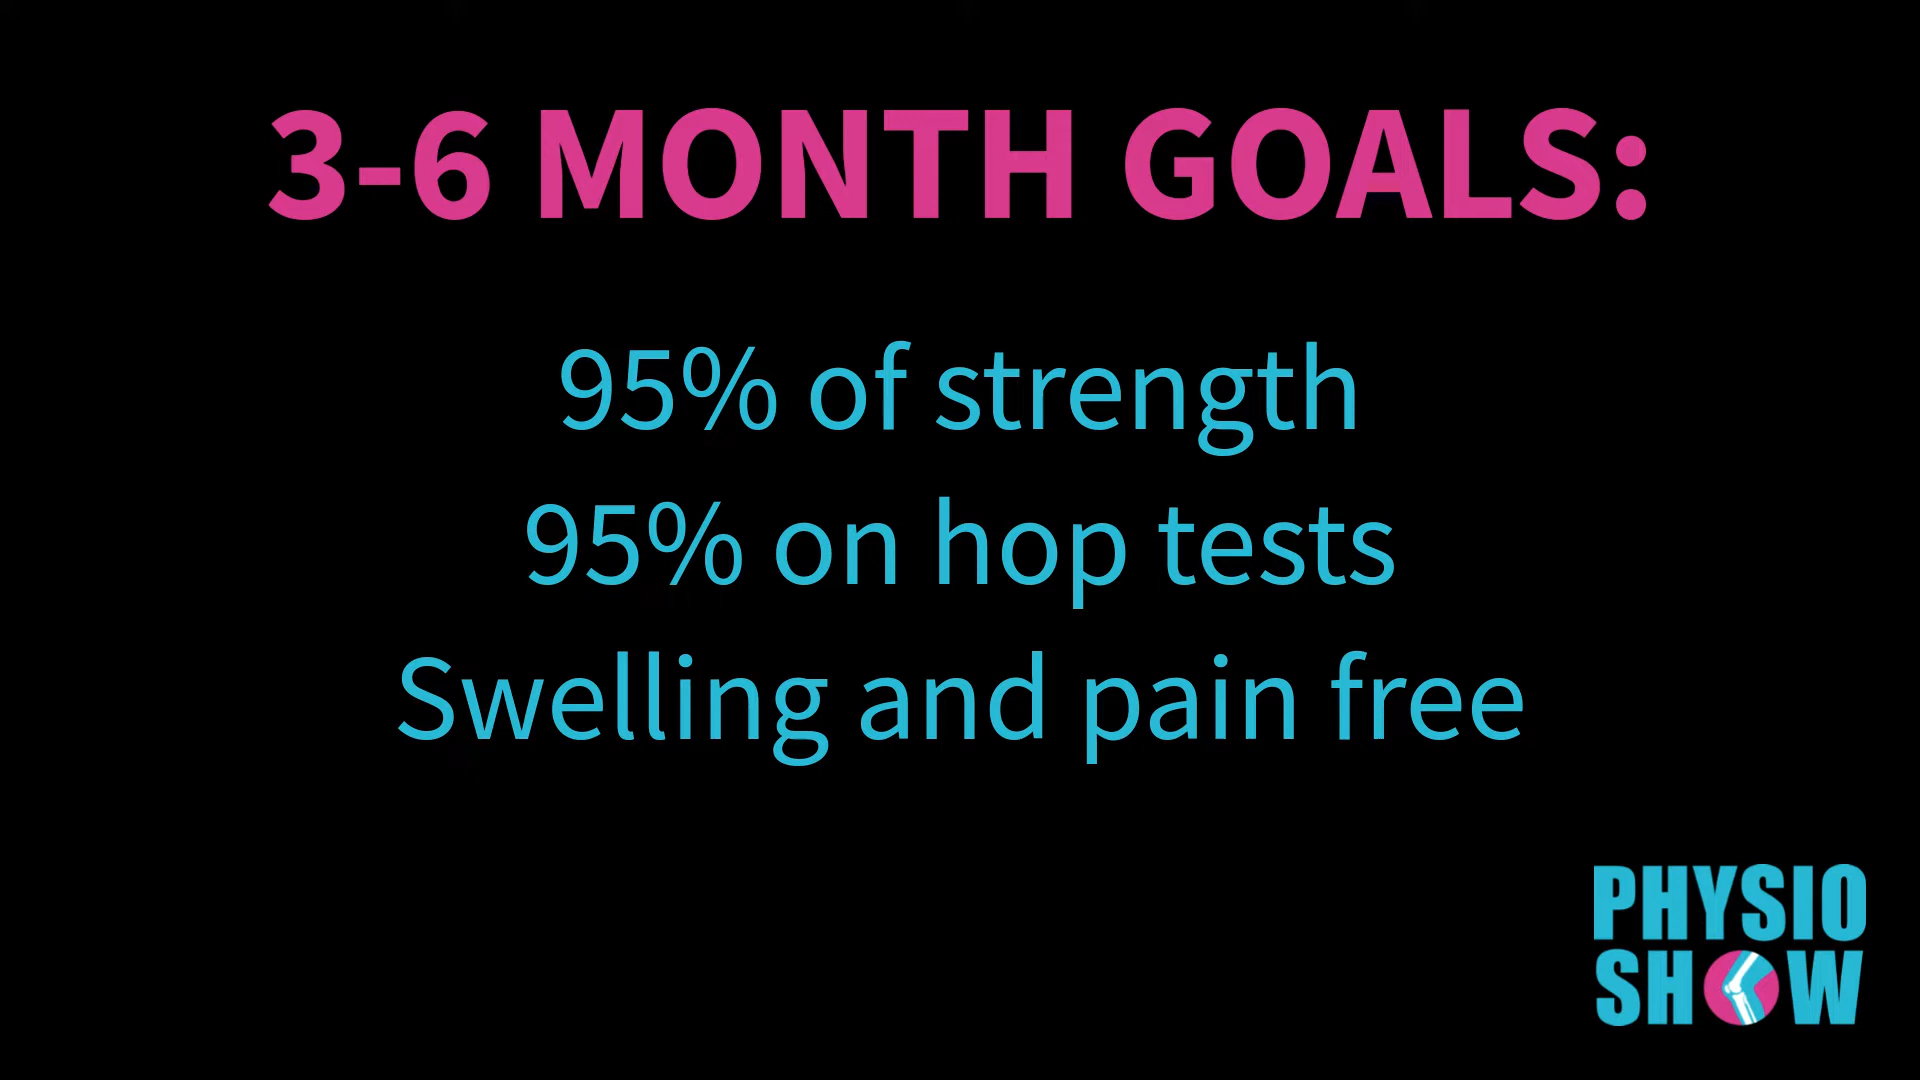 3-6 MONTH GOALS:
95% of strength
95% on hop tests
Swelling and pain free
PHYSIO
SHOW